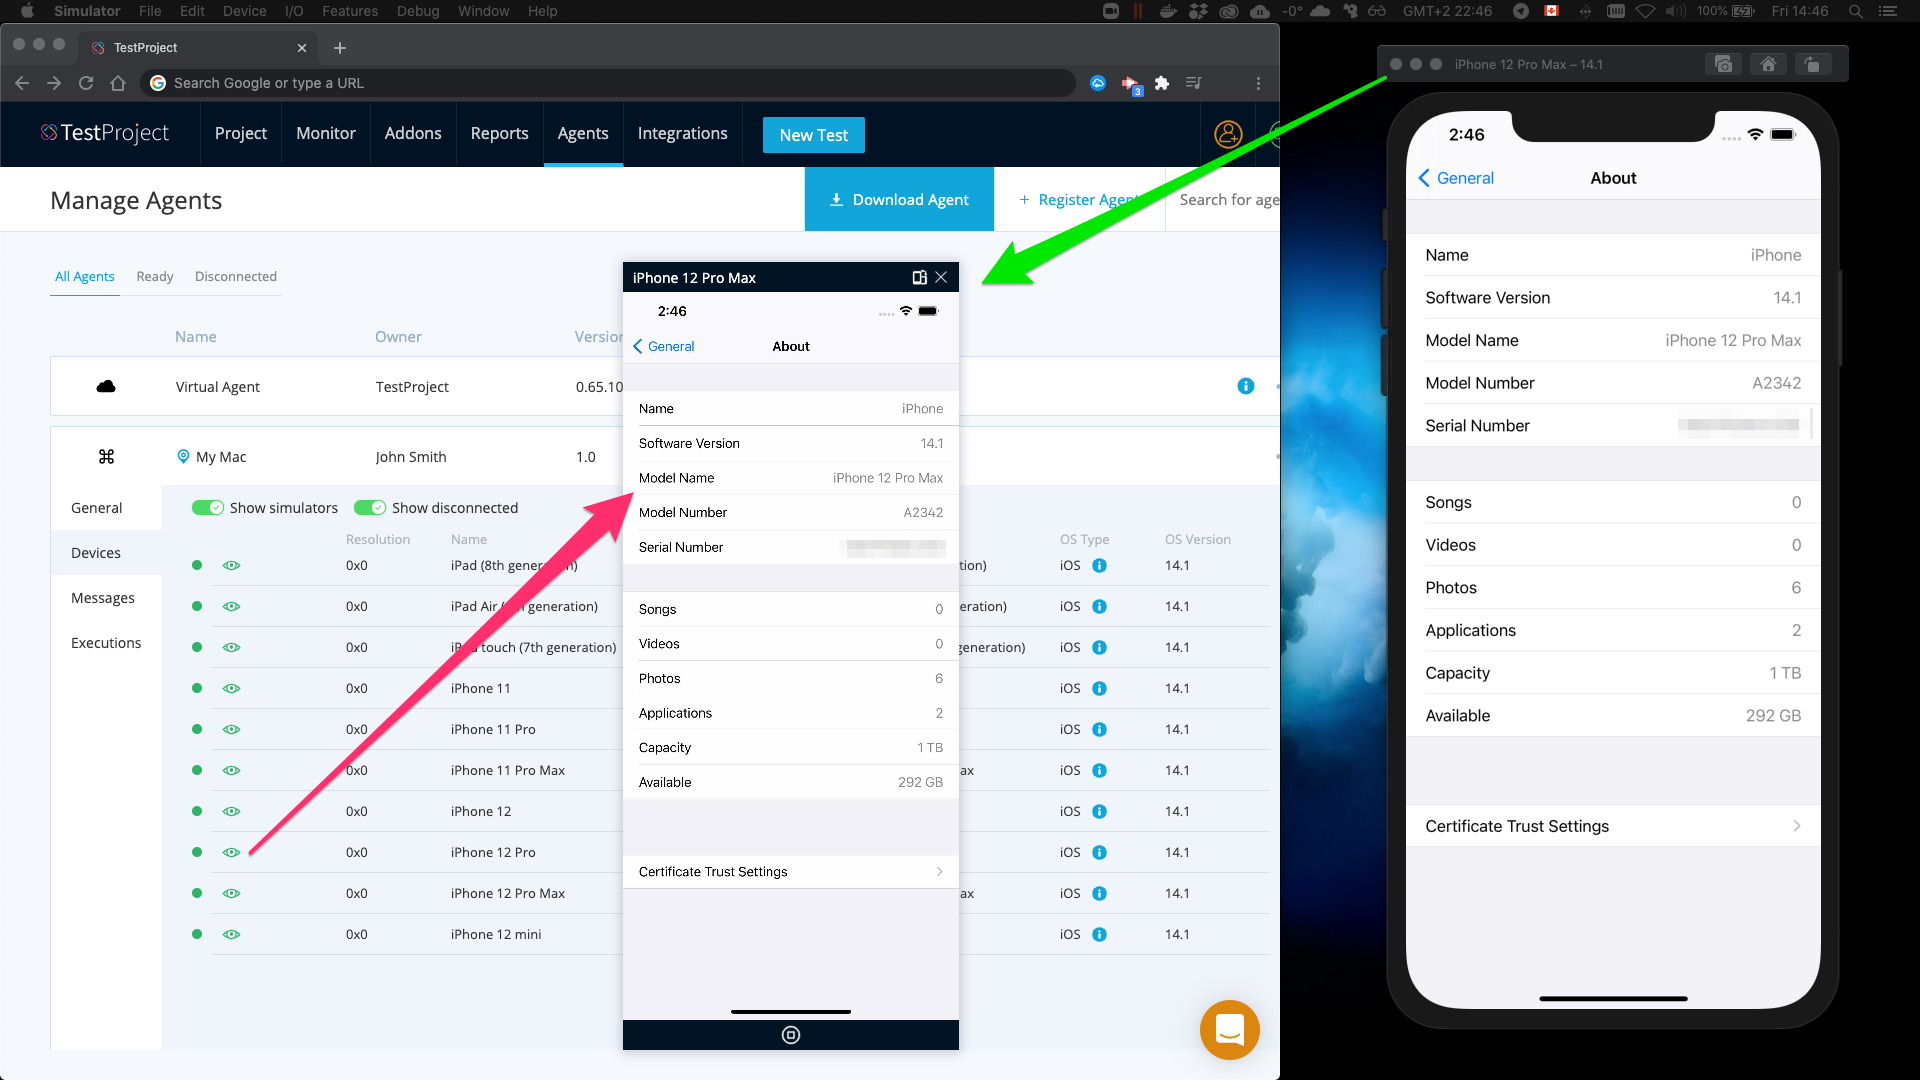 Simulator File Edit Device I/O Features Debug Window Help
-0° GMT+2 22:46 100% Fri 14:46
TestProject
Search Google or type a URL
3
TestProject Project Monitor Addons Reports Agents Integrations New Test
Manage Agents Download Agent + Register Agent Search for age
All Agents Ready Disconnected
Name Owner Version
Virtual Agent TestProject 0.65.10
My Mac John Smith 1.0
General
Devices
Messages
Executions
Show simulators Show disconnected
Resolution Name OS Type OS Version
0x0 iPad (8th generation) tion) iOS 14.1
0x0 iPad Air ( generation) eration) iOS 14.1
0x0 touch (7th generation) generation) iOS 14.1
0x0 iPhone 11 iOS 14.1
0x0 iPhone 11 Pro iOS 14.1
0x0 iPhone 11 Pro Max ax iOS 14.1
0x0 iPhone 12 iOS 14.1
0x0 iPhone 12 Pro iOS 14.1
0x0 iPhone 12 Pro Max ax iOS 14.1
0x0 iPhone 12 mini iOS 14.1
iPhone 12 Pro Max
2:46
General About
Name iPhone
Software Version 14.1
Model Name iPhone 12 Pro Max
Model Number A2342
Serial Number
Songs 0
Videos 0
Photos 6
Applications 2
Capacity 1 TB
Available 292 GB
Certificate Trust Settings
iPhone 12 Pro Max – 14.1
2:46
General About
Name iPhone
Software Version 14.1
Model Name iPhone 12 Pro Max
Model Number A2342
Serial Number
Songs 0
Videos 0
Photos 6
Applications 2
Capacity 1 TB
Available 292 GB
Certificate Trust Settings